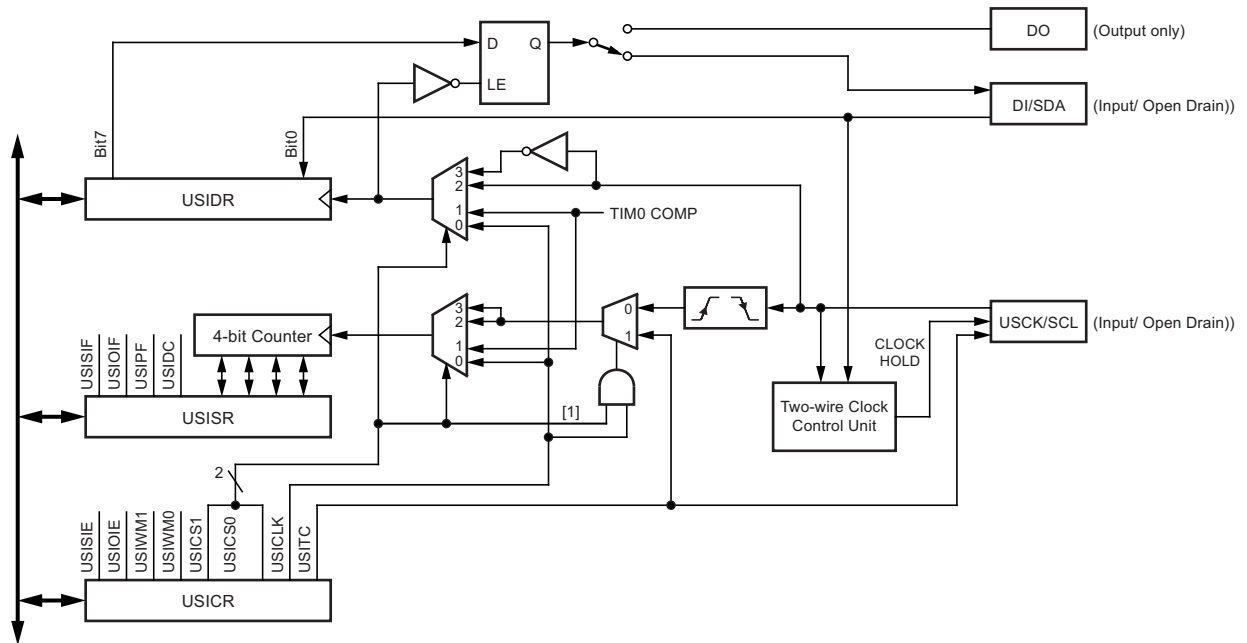 DO
(Output only)
D
Q
LE
DI/SDA
(Input/ Open Drain))
Bit7
Bit0
3
2
1
0
USIDR
TIM0 COMP
3
2
1
0
0
1
4-bit Counter
USCK/SCL
(Input/ Open Drain))
CLOCK
HOLD
USISIF
USIOIF
USIPF
USIDC
USISR
[1]
Two-wire Clock
Control Unit
2
USISIE
USIOIE
USIWM1
USIWM0
USICS1
USICS0
USICLK
USITC
USICR